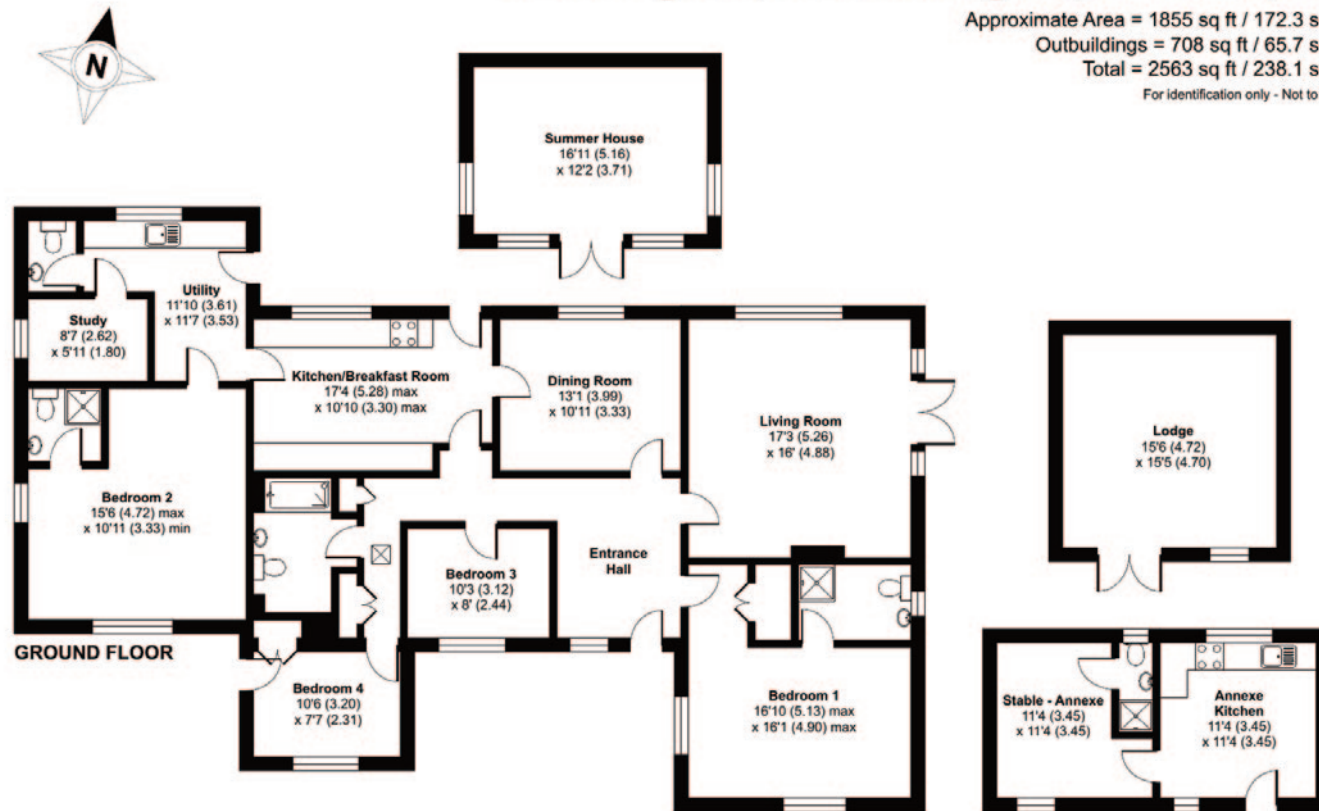 Approximate Area = 1855 sq ft / 172.3 s
Outbuildings = 708 sq ft / 65.7 s
Total = 2563 sq ft / 238.1 s
For identification only - Not to
N
Summer House
16'11 (5.16)
x 12'2 (3.71)
Utility
11'10 (3.61)
x 11'7 (3.53)
Study
8'7 (2.62)
x 5'11 (1.80)
Kitchen/Breakfast Room
17'4 (5.28) max
x 10'10 (3.30) max
Dining Room
13'1 (3.99)
x 10'11 (3.33)
Living Room
17'3 (5.26)
x 16' (4.88)
Lodge
15'6 (4.72)
x 15'5 (4.70)
Bedroom 2
15'6 (4.72) max
x 10'11 (3.33) min
Bedroom 3
10'3 (3.12)
x 8' (2.44)
Entrance
Hall
GROUND FLOOR
Bedroom 4
10'6 (3.20)
x 7'7 (2.31)
Bedroom 1
16'10 (5.13) max
x 16'1 (4.90) max
Stable - Annexe
11'4 (3.45)
x 11'4 (3.45)
Annexe
Kitchen
11'4 (3.45)
x 11'4 (3.45)